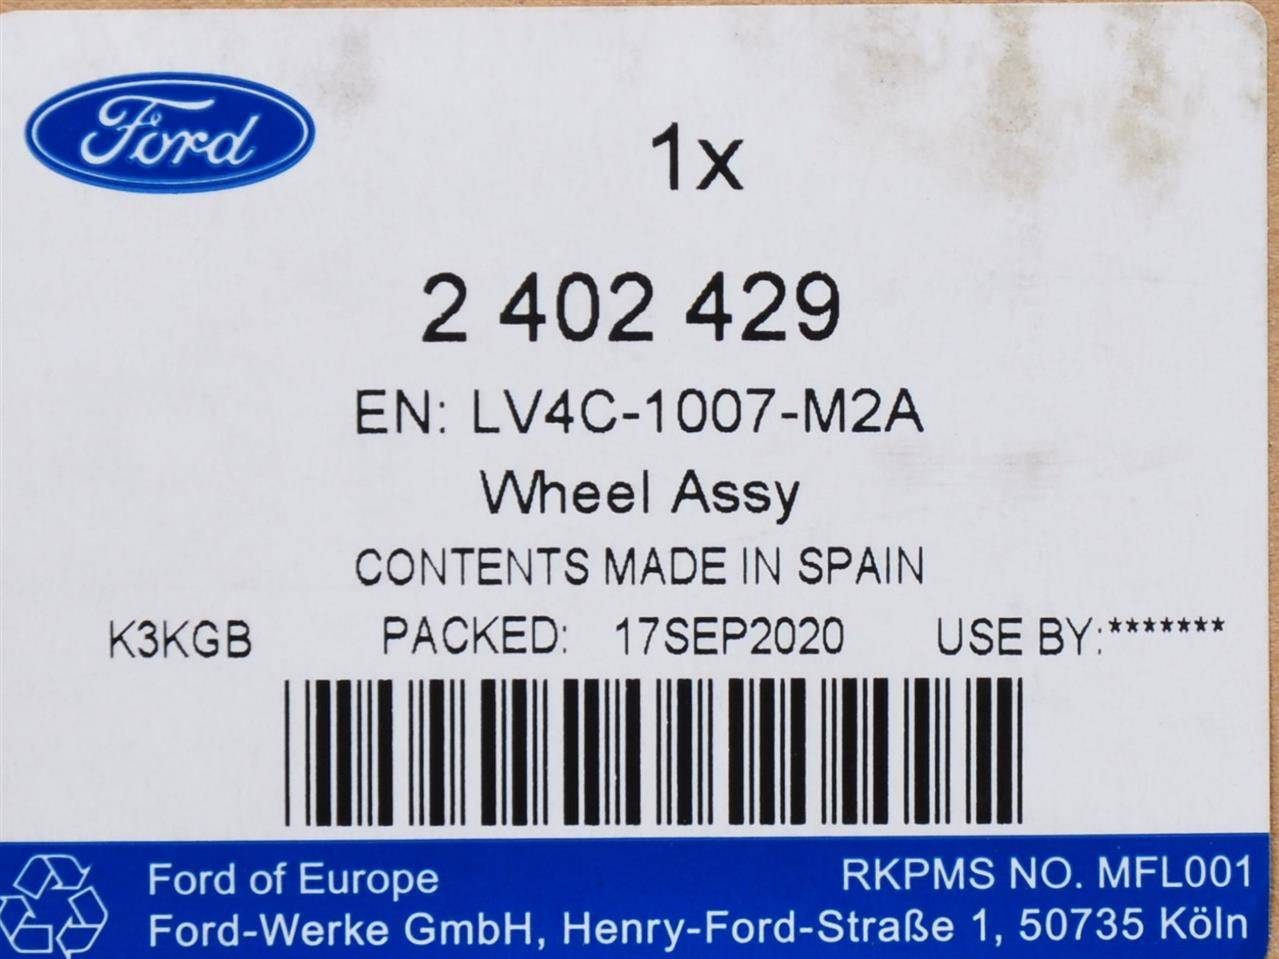 Ford
1x
2 402 429
EN: LV4C-1007-M2A
Wheel Assy
CONTENTS MADE IN SPAIN
K3KGB PACKED: 17SEP2020 USE BY:*******
Ford of Europe RKPMS NO. MFL001
Ford-Werke GmbH, Henry-Ford-Straße 1, 50735 Köln